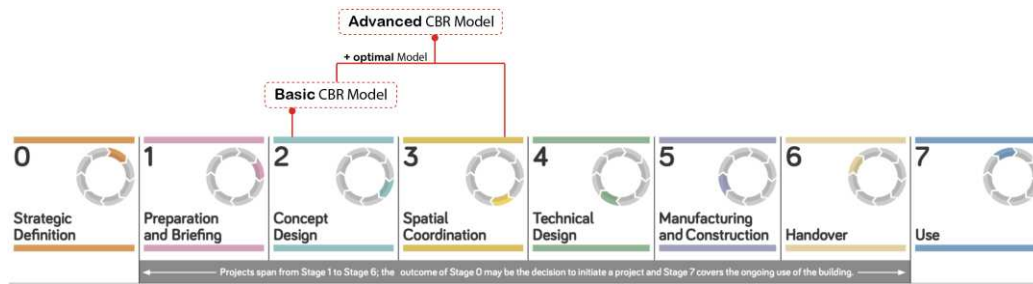 Advanced CBR Model
+ optimal Model
Basic CBR Model
0
Strategic
Definition
1
Preparation
and Briefing
2
Concept
Design
3
Spatial
Coordination
4
Technical
Design
5
Manufacturing
and Construction
6
Handover
7
Use
Projects span from Stage 1 to Stage 6; the outcome of Stage 0 may be the decision to initiate a project and Stage 7 covers the ongoing use of the building.